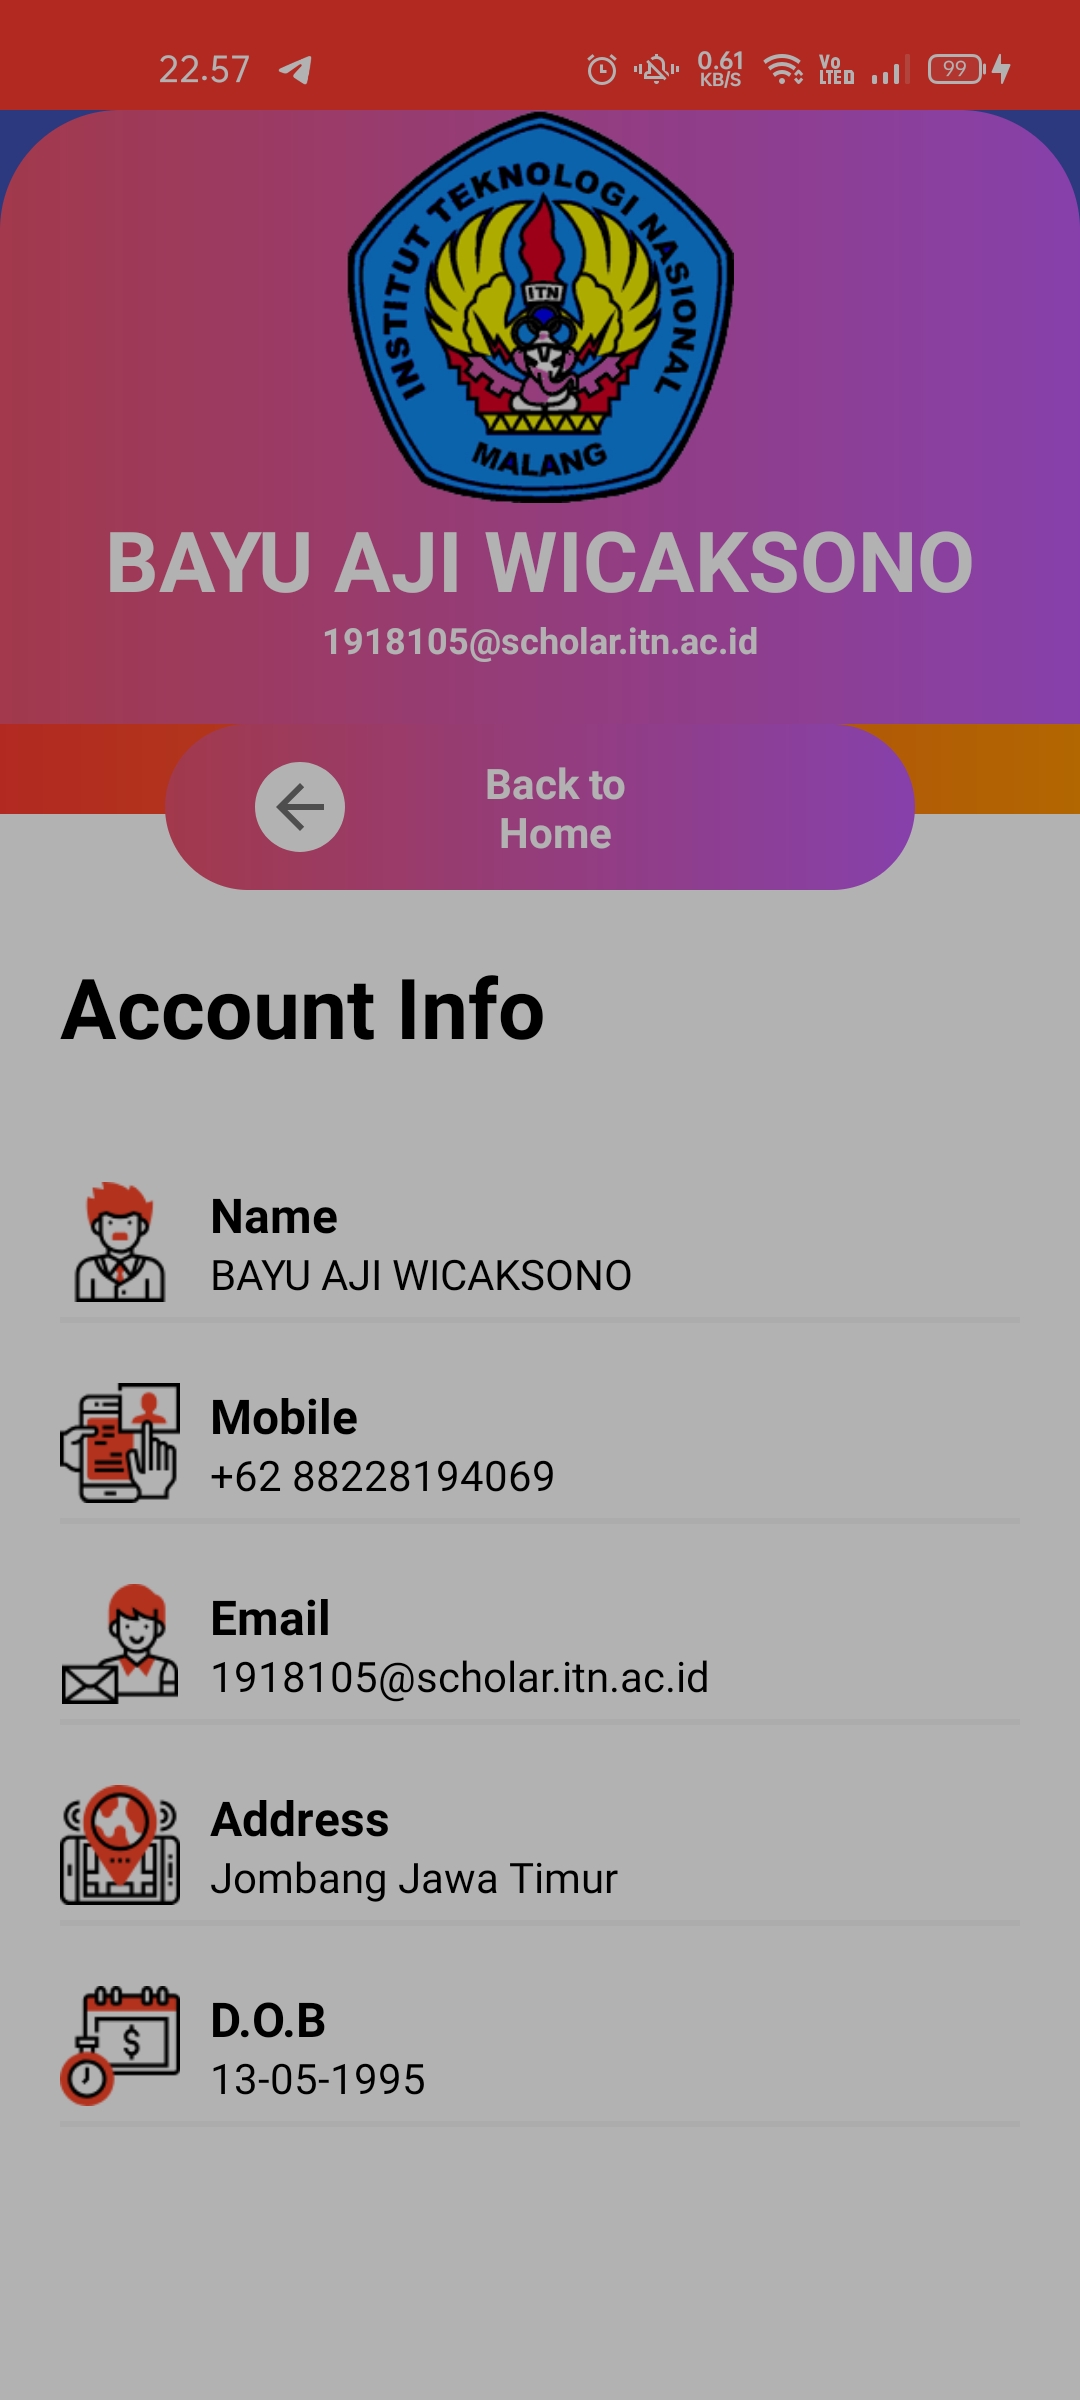 22.57
0.61
KB/S
Vo
LTE D
99
INSTITUT TEKNOLOGI NASIONAL
ITN
MALANG
BAYU AJI WICAKSONO
1918105@scholar.itn.ac.id
Back to
Home
Account Info
Name
BAYU AJI WICAKSONO
Mobile
+62 88228194069
Email
1918105@scholar.itn.ac.id
Address
Jombang Jawa Timur
$
D.O.B
13-05-1995